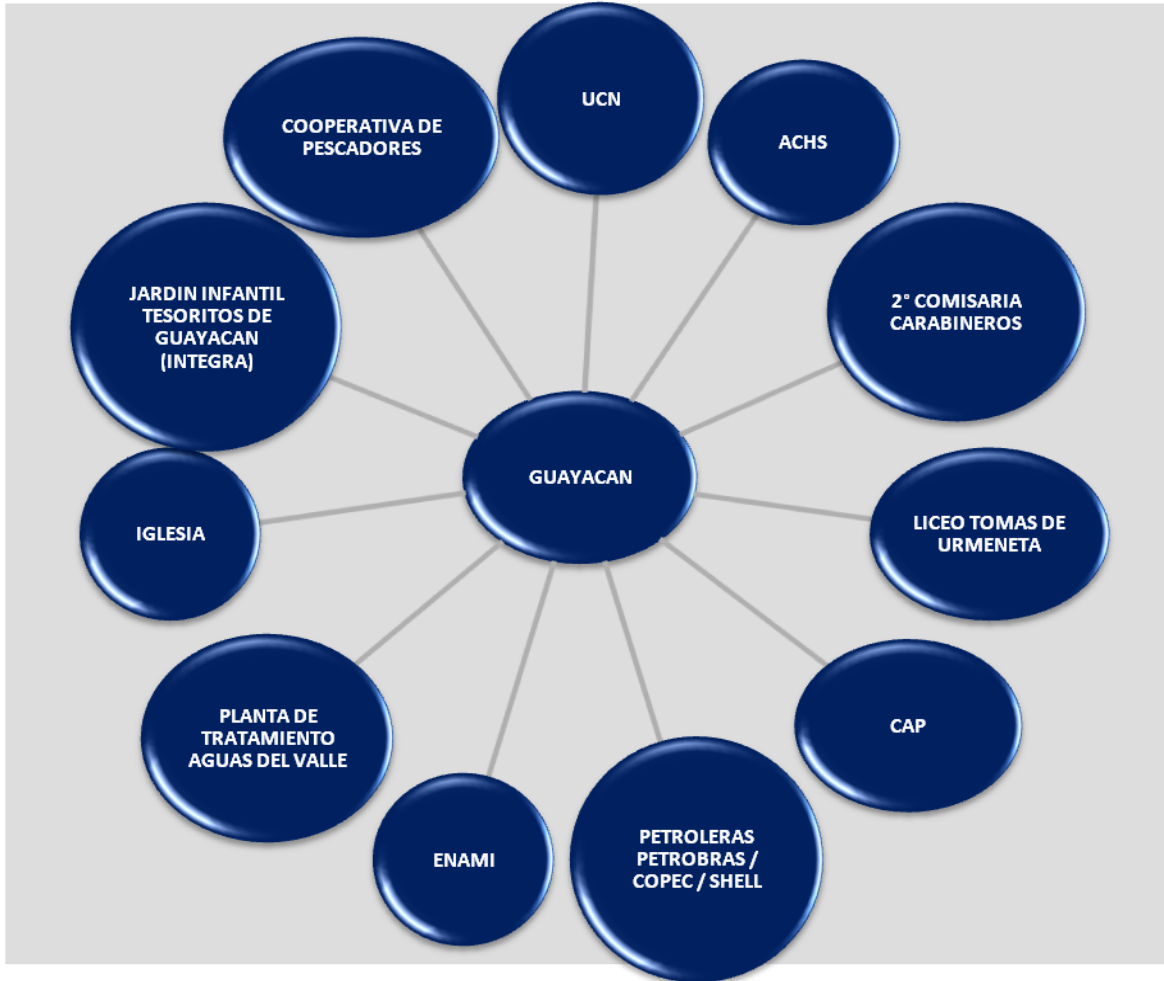 UCN
ACHS
2° COMISARIA
CARABINEROS
LICEO TOMAS DE
URMENETA
CAP
PETROLERAS
PETROBRAS /
COPEC / SHELL
ENAMI
PLANTA DE
TRATAMIENTO
AGUAS DEL VALLE
IGLESIA
JARDIN INFANTIL
TESORITOS DE
GUAYACAN
(INTEGRA)
COOPERATIVA DE
PESCADORES
GUAYACAN